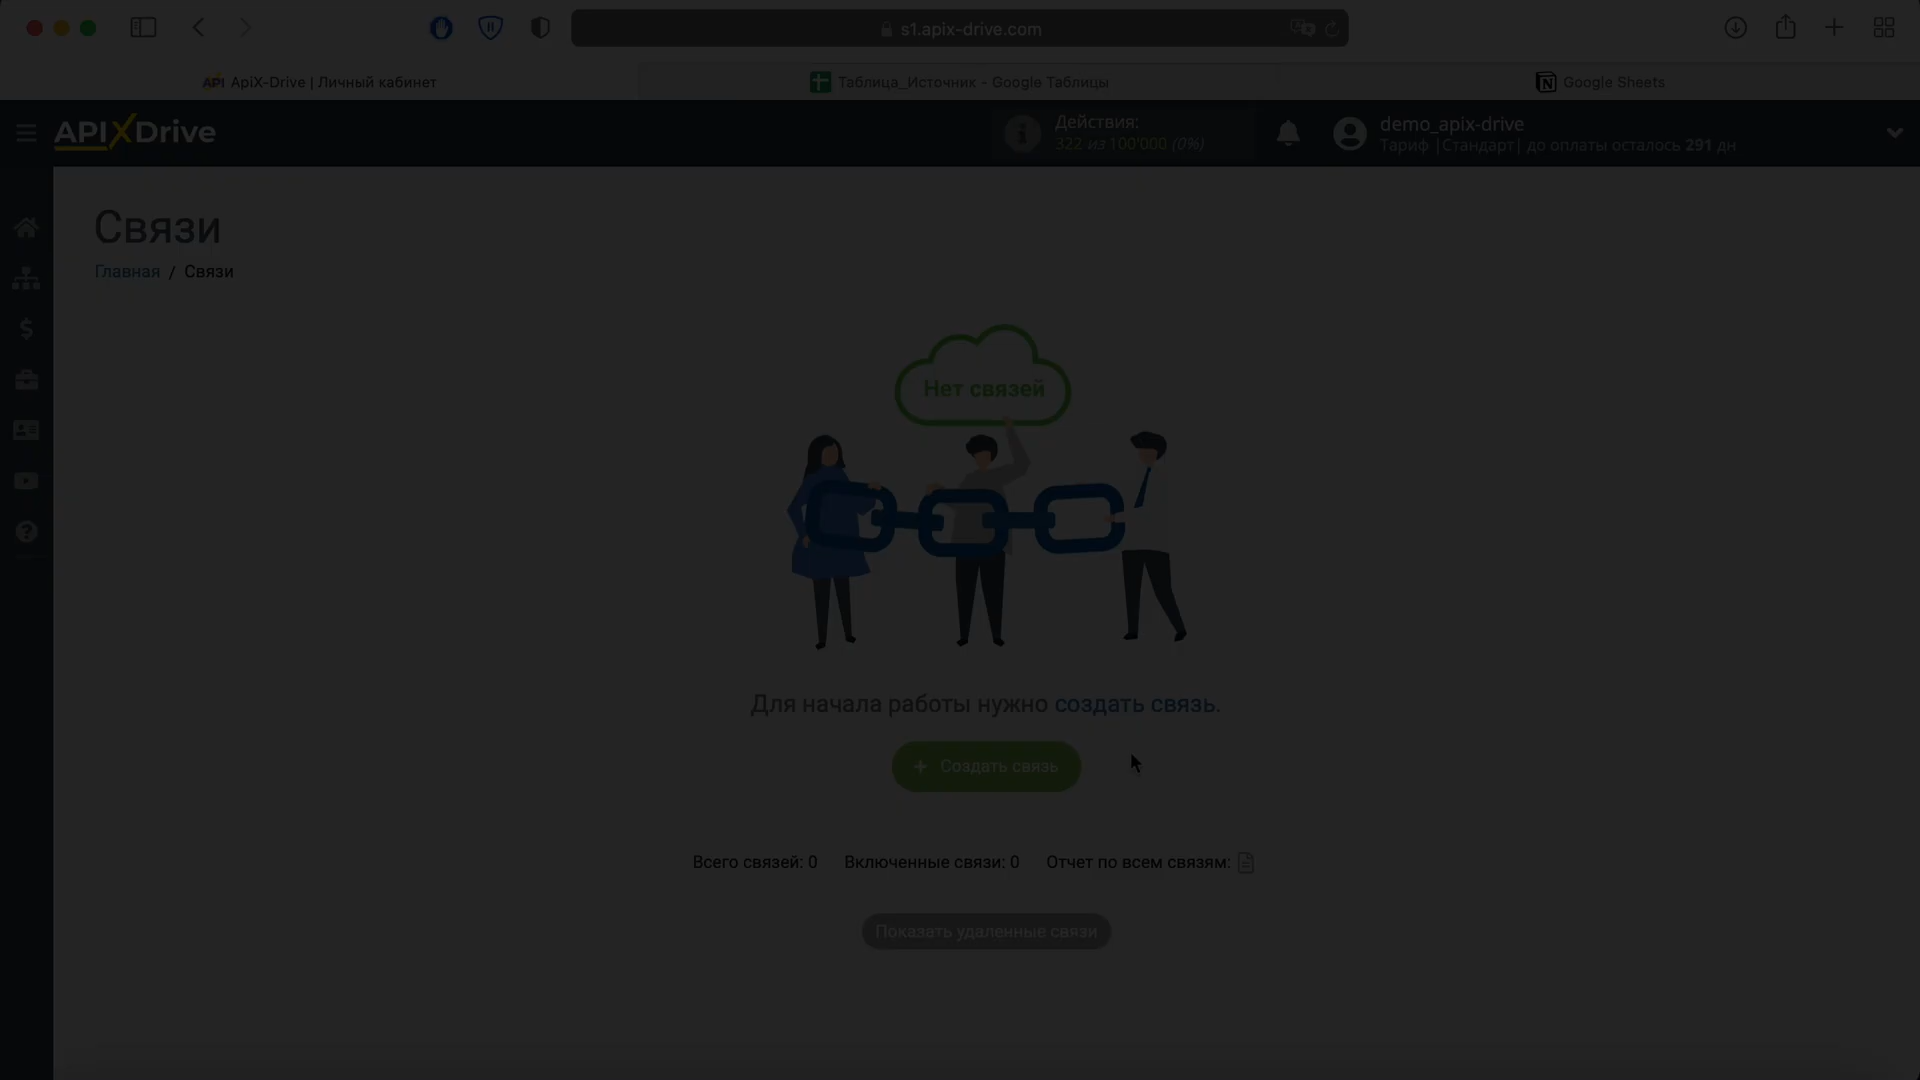 s1.apix-drive.com
API ApiX-Drive | Личный кабинет
Таблица_Источник - Google Таблицы
Google Sheets
APIXDrive
Действия:
322 из 100'000 (0%)
demo_apix-drive
Тариф |Стандарт| до оплаты осталось 291 дн
Связи
Главная / Связи
Нет связей
Для начала работы нужно создать связь.
+ Создать связь
Всего связей: 0 Включенные связи: 0 Отчет по всем связям:
Показать удаленные связи